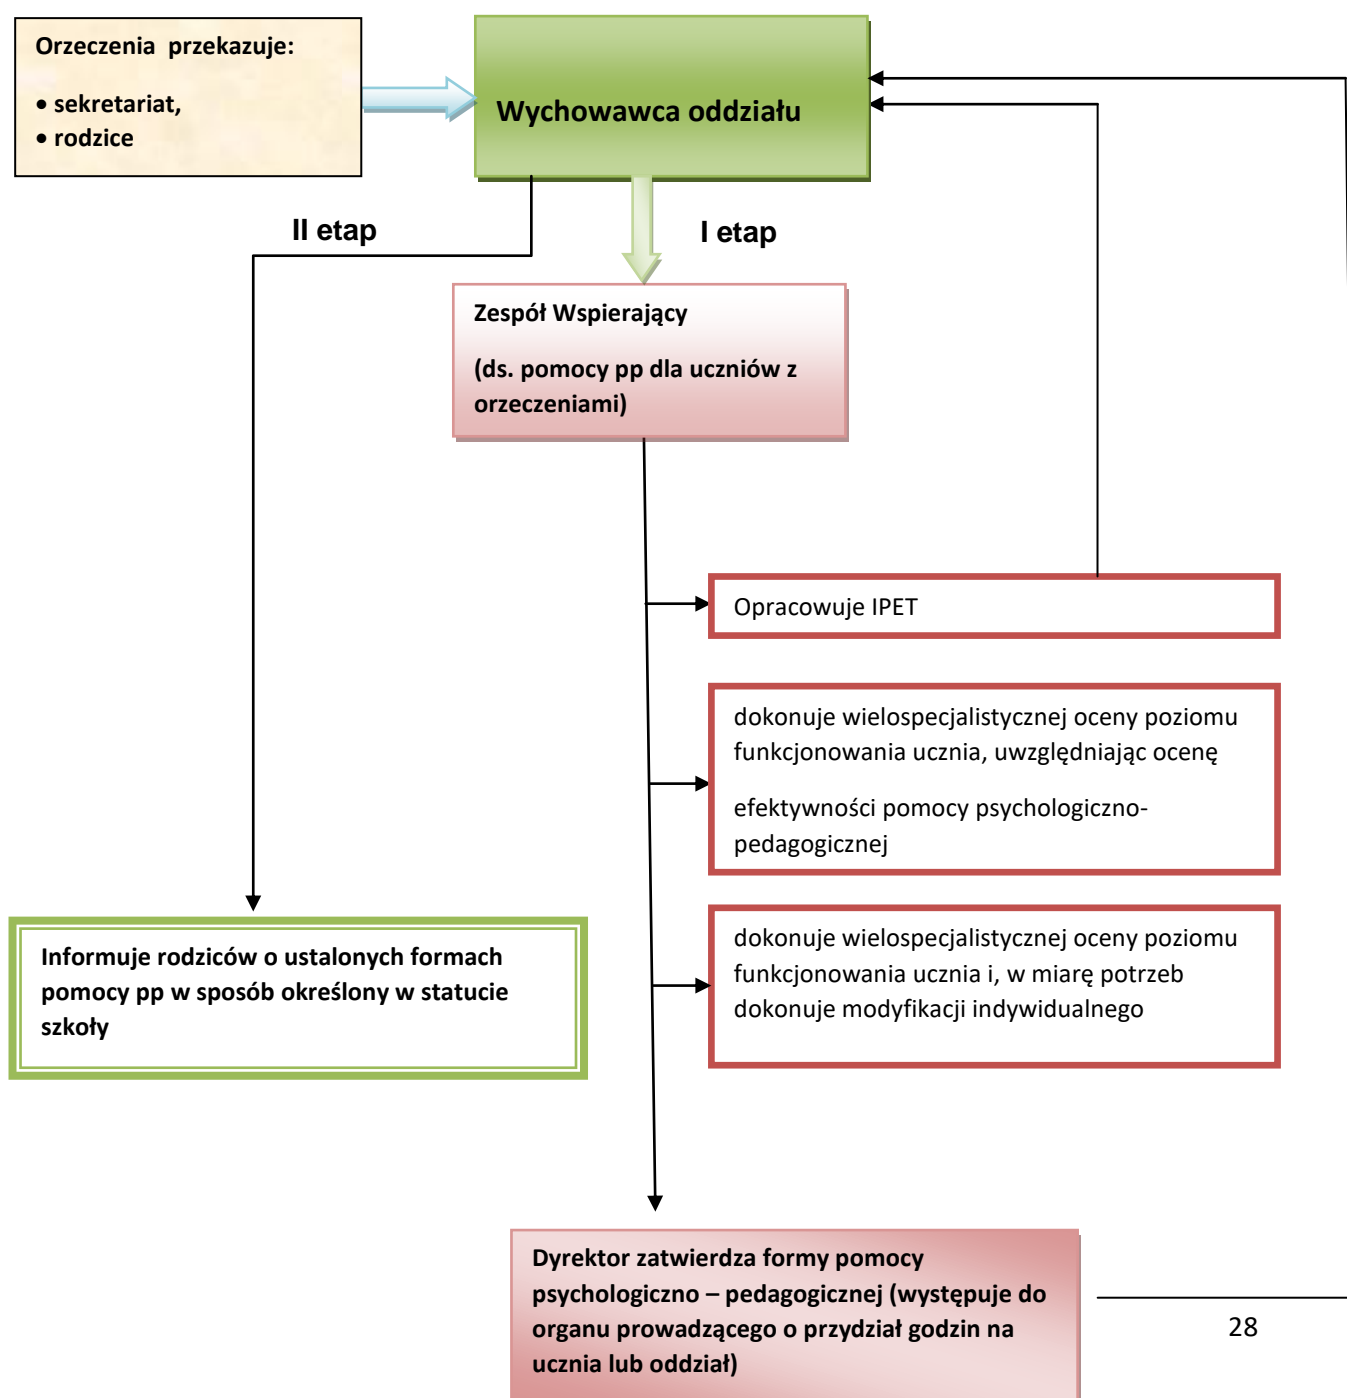 Orzeczenia  przekazuje:
• sekretariat,
• rodzice
Wychowawca oddziału
II etap
I etap
Zespół Wspierający
(ds. pomocy pp dla uczniów z
orzeczeniami)
Opracowuje IPET
dokonuje wielospecjalistycznej oceny poziomu
funkcjonowania ucznia, uwzględniając ocenę
efektywności pomocy psychologiczno-
pedagogicznej
dokonuje wielospecjalistycznej oceny poziomu
funkcjonowania ucznia i, w miarę potrzeb
dokonuje modyfikacji indywidualnego
Informuje rodziców o ustalonych formach
pomocy pp w sposób określony w statucie
szkoły
Dyrektor zatwierdza formy pomocy
psychologiczno – pedagogicznej (występuje do
organu prowadzącego o przydział godzin na
ucznia lub oddział)
28